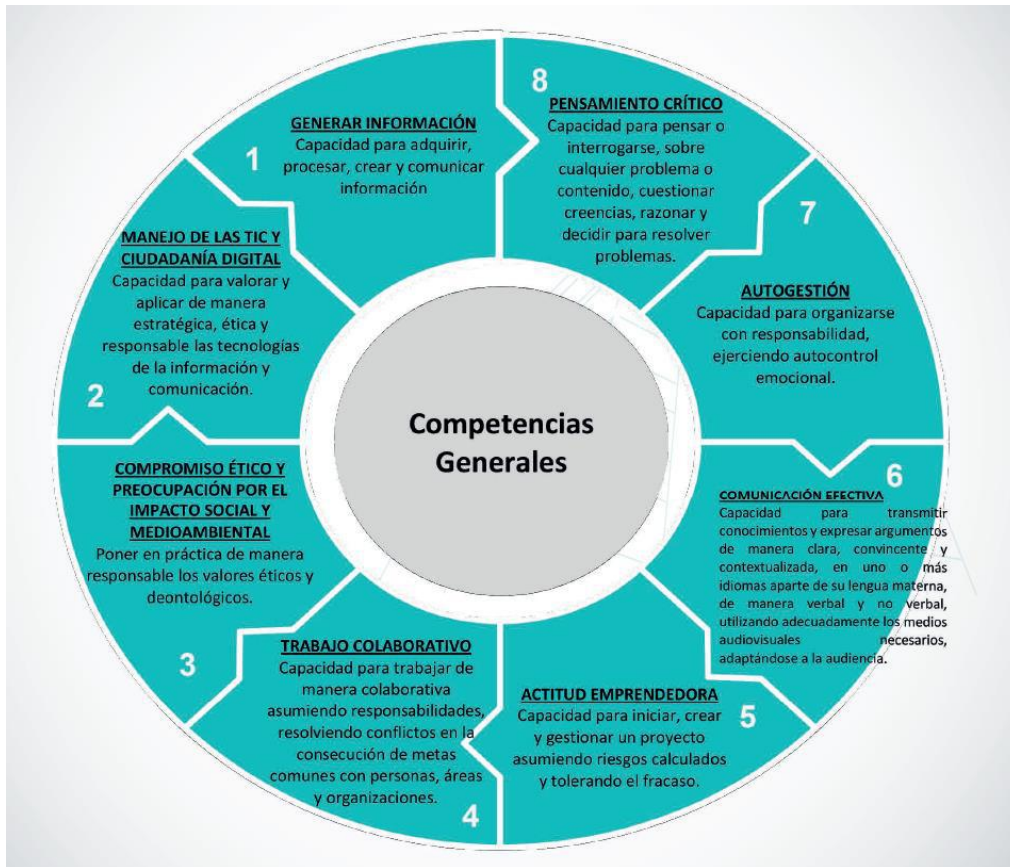 Competencias
Generales
1
GENERAR INFORMACIÓN
Capacidad para adquirir,
procesar, crear y comunicar
información
2
MANEJO DE LAS TIC Y
CIUDADANÍA DIGITAL
Capacidad para valorar y
aplicar de manera
estratégica, ética y
responsable las tecnologías
de la información y
comunicación.
3
COMPROMISO ÉTICO Y
PREOCUPACIÓN POR EL
IMPACTO SOCIAL Y
MEDIOAMBIENTAL
Poner en práctica de manera
responsable los valores éticos y
deontológicos.
4
TRABAJO COLABORATIVO
Capacidad para trabajar de
manera colaborativa
asumiendo responsabilidades,
resolviendo conflictos en la
consecución de metas
comunes con personas, áreas
y organizaciones.
5
ACTITUD EMPRENDEDORA
Capacidad para iniciar, crear
y gestionar un proyecto
asumiendo riesgos calculados
y tolerando el fracaso.
6
COMUNICACIÓN EFECTIVA
Capacidad para transmitir
conocimientos y expresar argumentos
de manera clara, convincente y
contextualizada, en uno o más
idiomas aparte de su lengua materna,
de manera verbal y no verbal,
utilizando adecuadamente los medios
audiovisuales necesarios,
adaptándose a la audiencia.
7
AUTOGESTIÓN
Capacidad para organizarse
con responsabilidad,
ejerciendo autocontrol
emocional.
8
PENSAMIENTO CRÍTICO
Capacidad para pensar o
interrogarse, sobre
cualquier problema o
contenido, cuestionar
creencias, razonar y
decidir para resolver
problemas.